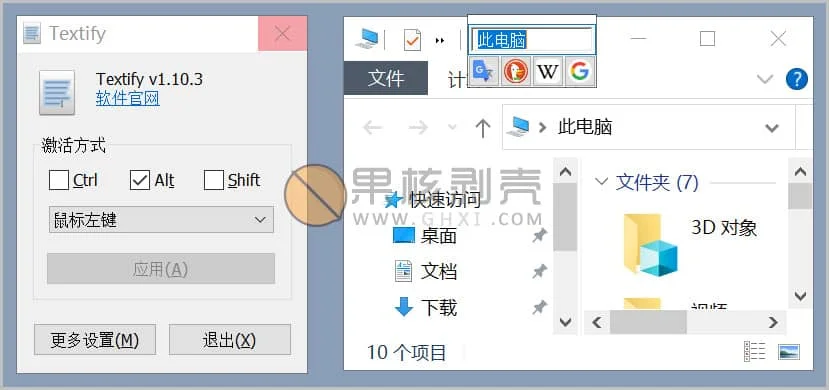 Textify
Textify v1.10.3
软件官网
激活方式
Ctrl
Alt
Shift
鼠标左键
应用(A)
更多设置(M)
退出(X)
此电脑
G
W
G
文件
?
此电脑
快速访问
桌面
文档
下载
文件夹 (7)
3D 对象
10 个项目
果核剥壳
WWW.GHXI.COM